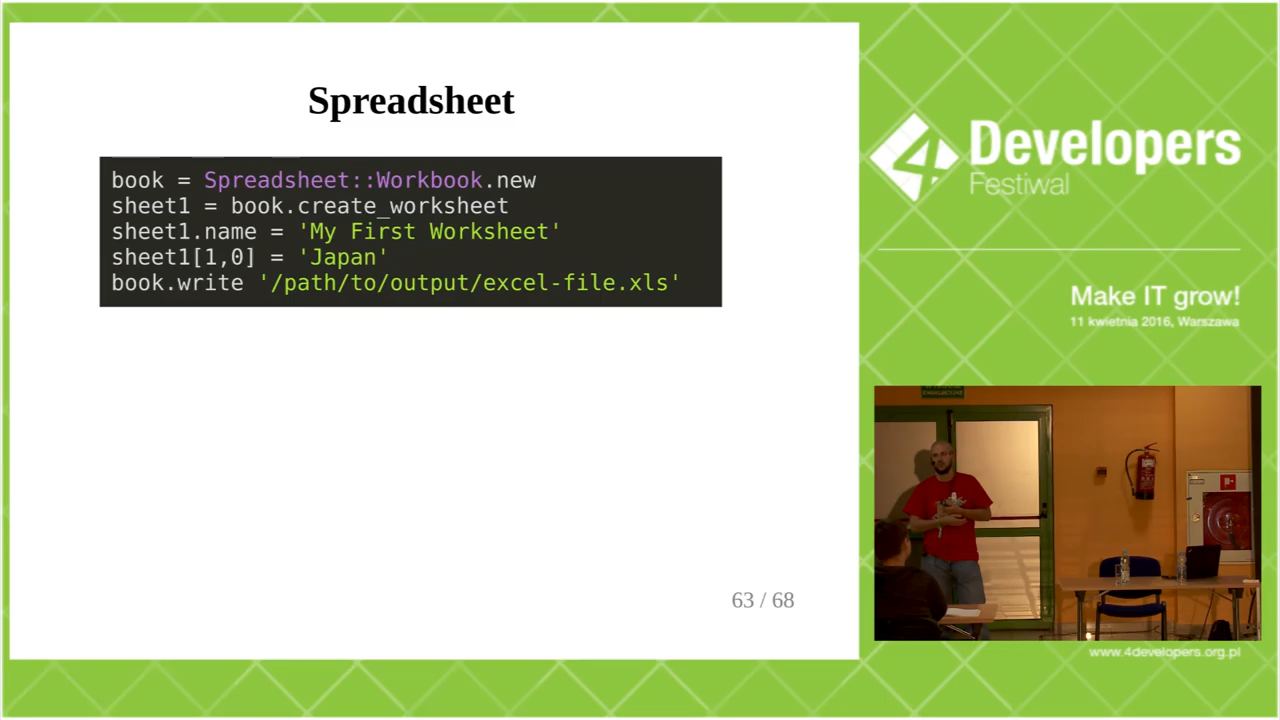 Spreadsheet
book = Spreadsheet::Workbook.new
sheet1 = book.create_worksheet
sheet1.name = 'My First Worksheet'
sheet1[1,0] = 'Japan'
book.write '/path/to/output/excel-file.xls'
63 / 68
4Developers
Festiwal
Make IT grow!
11 kwietnia 2016, Warszawa
www.4developers.org.pl